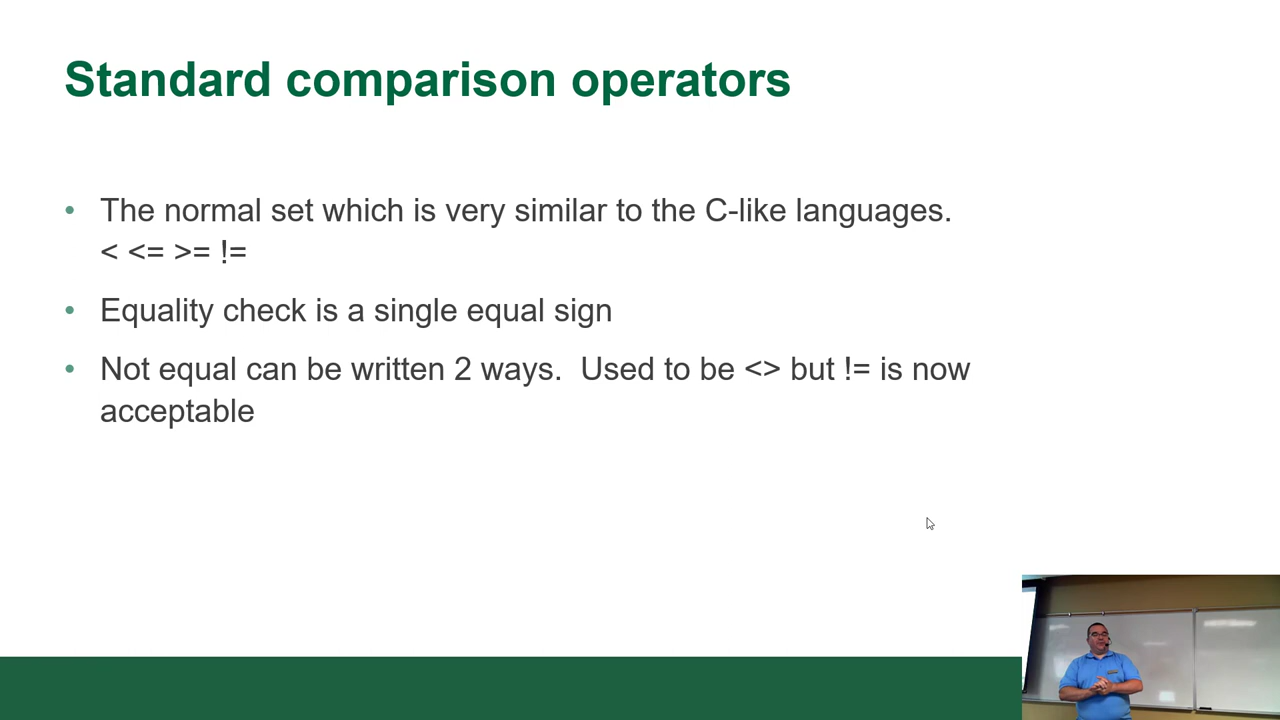 Standard comparison operators
• The normal set which is very similar to the C-like languages.
< <= >= !=
• Equality check is a single equal sign
• Not equal can be written 2 ways.  Used to be <> but != is now
acceptable